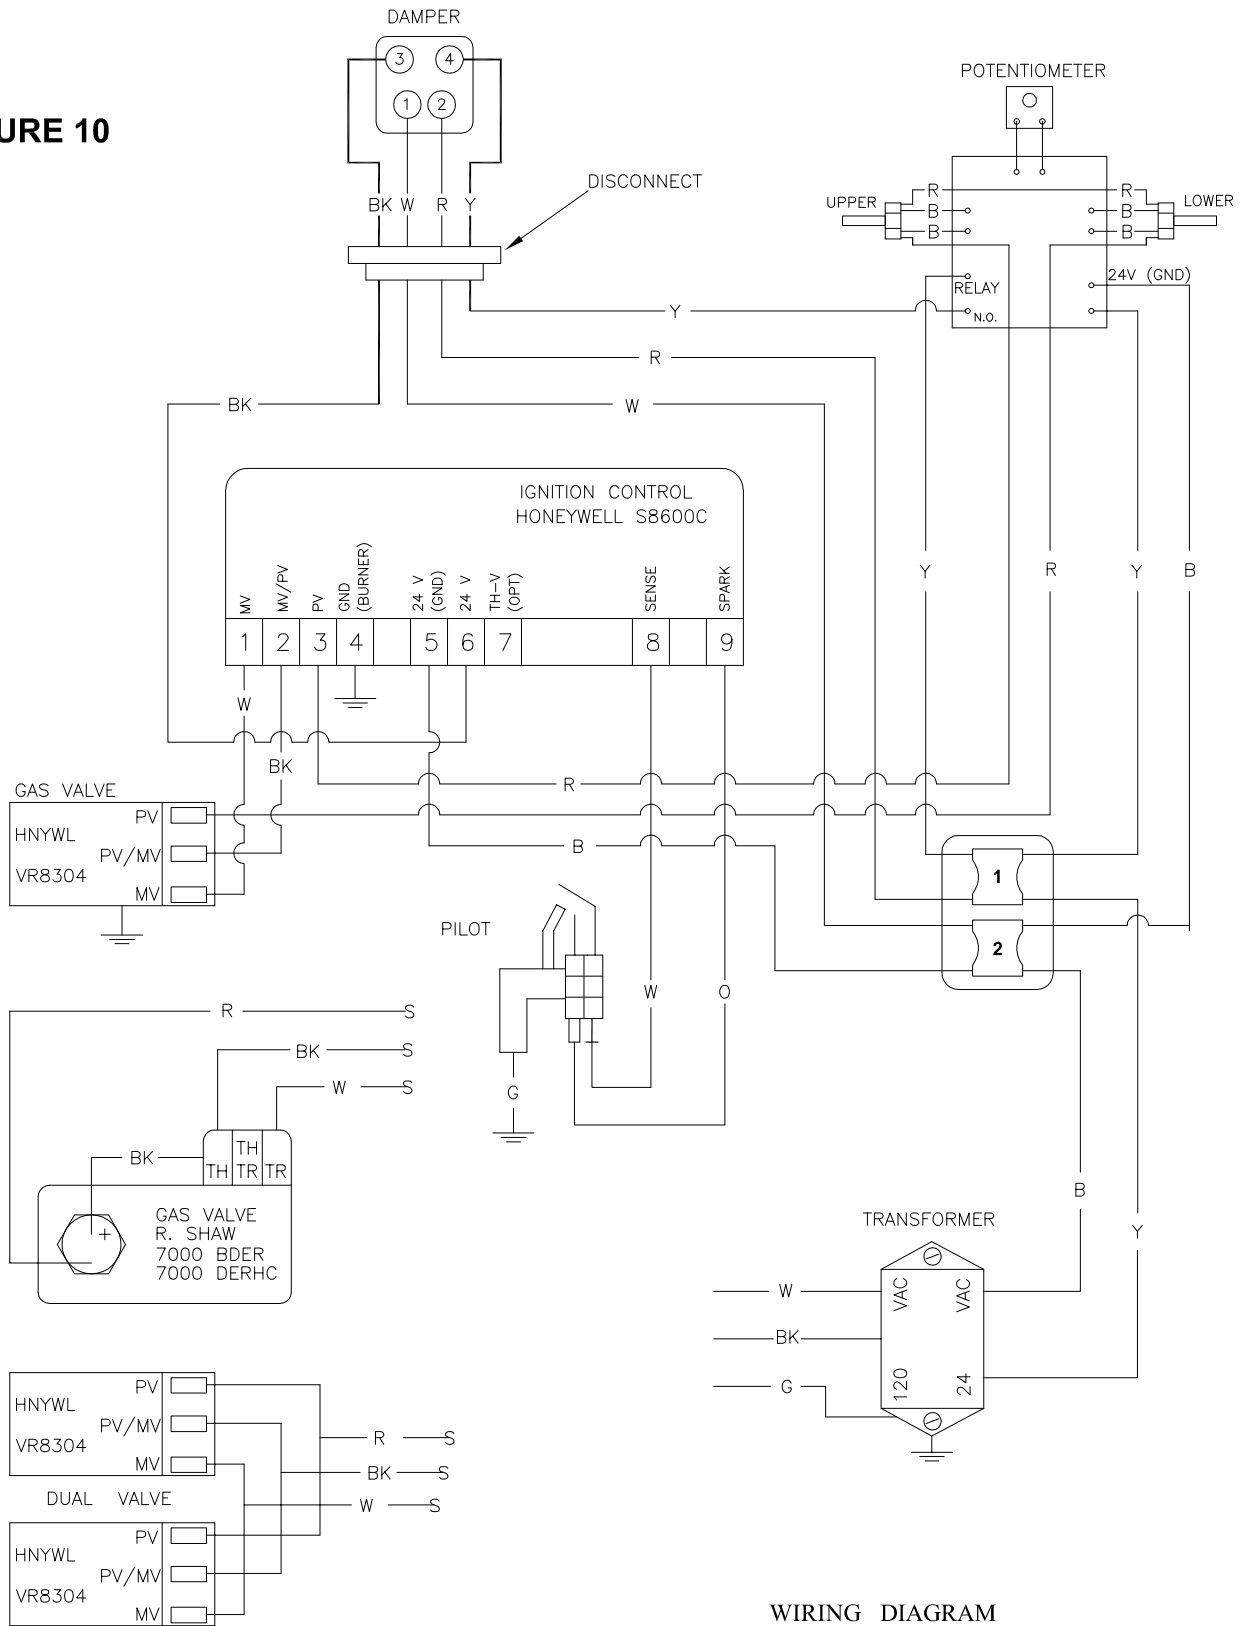 DAMPER
3 4
1 2
POTENTIOMETER
URE 10
DISCONNECT
BK W R Y
UPPER
R R
B B
B B
LOWER
24V (GND)
RELAY
N.O.
Y
R
BK
W
IGNITION CONTROL
HONEYWELL S8600C
MV
MV/PV
PV
GND
(BURNER)
24 V
(GND)
24 V
TH-V
(OPT)
SENSE
SPARK
1 2 3 4 5 6 7 8 9
Y R Y B
W
BK
R
GAS VALVE
HNYWL
VR8304
PV
PV/MV
MV
B
1
2
PILOT
W O
G
R S
BK S
W S
BK
TH
TH
TR
TR
GAS VALVE
R. SHAW
7000 BDER
7000 DERHC
B
Y
TRANSFORMER
W
BK
G
VAC
120
VAC
24
HNYWL
VR8304
PV
PV/MV
MV
R S
BK S
W S
DUAL VALVE
HNYWL
VR8304
PV
PV/MV
MV
WIRING DIAGRAM